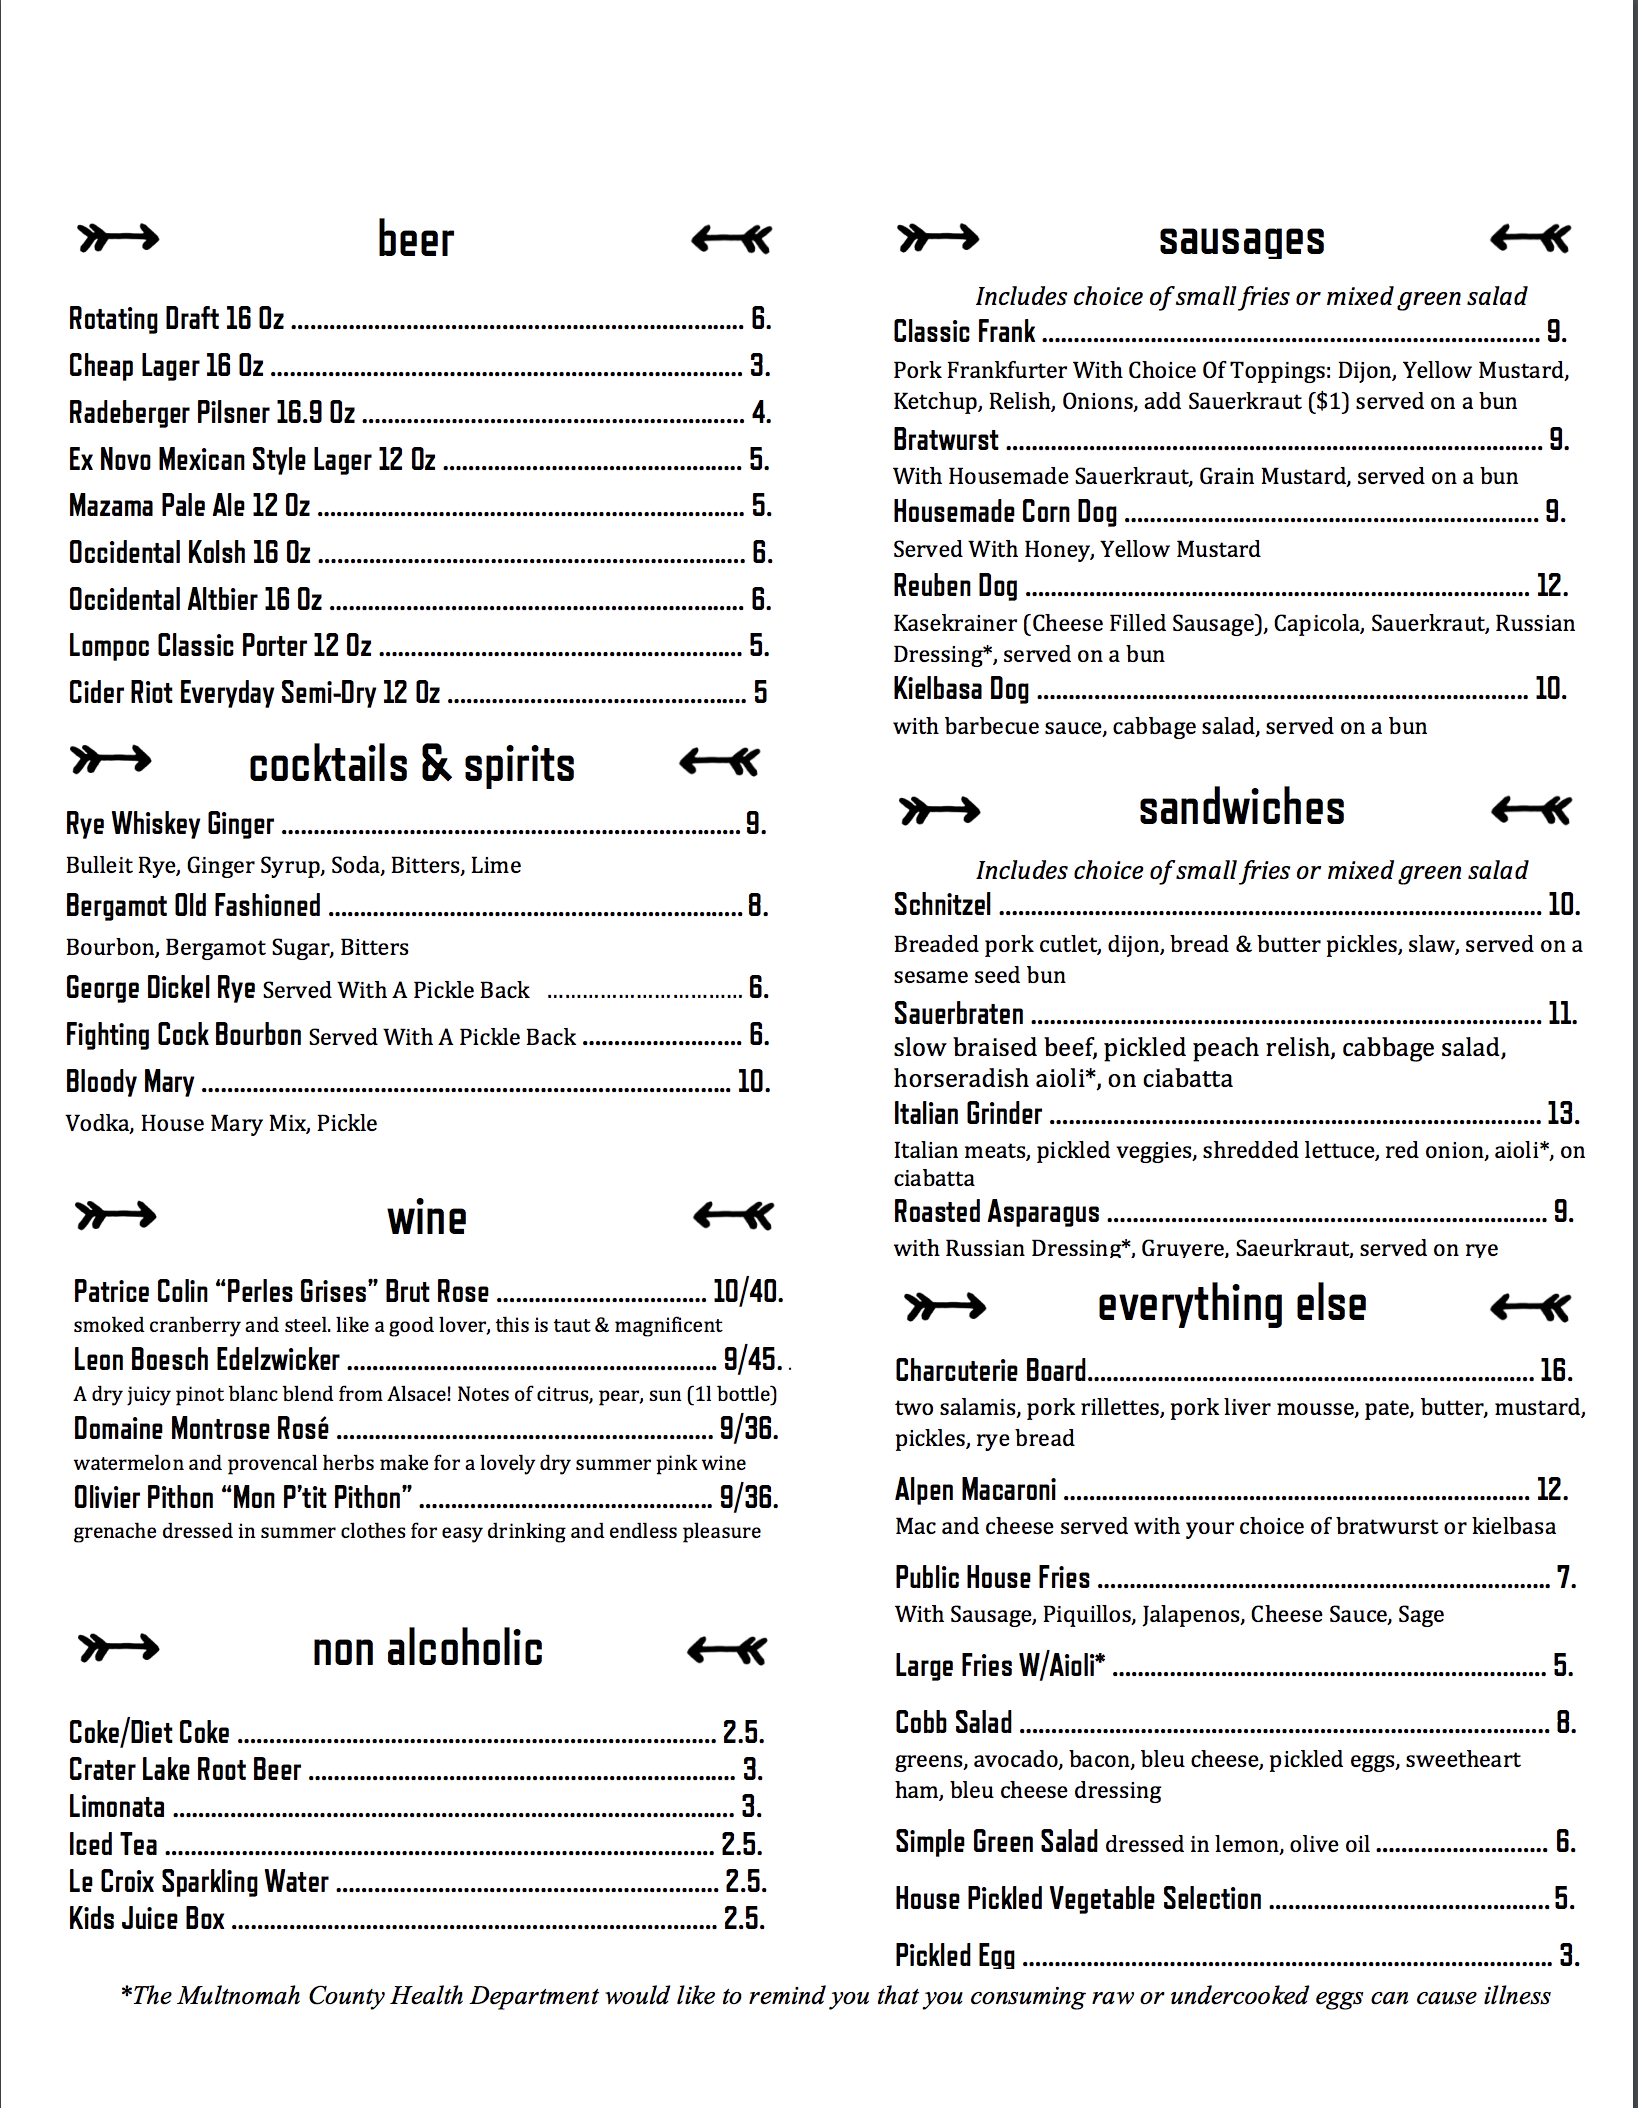 beer
Rotating Draft 16 Oz ........ 6.
Cheap Lager 16 Oz ........ 3.
Radeberger Pilsner 16.9 Oz ........ 4.
Ex Novo Mexican Style Lager 12 Oz ........ 5.
Mazama Pale Ale 12 Oz ........ 5.
Occidental Kolsh 16 Oz ........ 6.
Occidental Altbier 16 Oz ........ 6.
Lompoc Classic Porter 12 Oz ........ 5.
Cider Riot Everyday Semi-Dry 12 Oz ........ 5
cocktails & spirits
Rye Whiskey Ginger ........ 9.
Bulleit Rye, Ginger Syrup, Soda, Bitters, Lime
Bergamot Old Fashioned ........ 8.
Bourbon, Bergamot Sugar, Bitters
George Dickel Rye Served With A Pickle Back ........ 6.
Fighting Cock Bourbon Served With A Pickle Back ........ 6.
Bloody Mary ........ 10.
Vodka, House Mary Mix, Pickle
wine
Patrice Colin “Perles Grises” Brut Rose ........ 10/40.
smoked cranberry and steel. like a good lover, this is taut & magnificent
Leon Boesch Edelzwicker ........ 9/45. .
A dry juicy pinot blanc blend from Alsace! Notes of citrus, pear, sun (1l bottle)
Domaine Montrose Rosé ........ 9/36.
watermelon and provencal herbs make for a lovely dry summer pink wine
Olivier Pithon “Mon P’tit Pithon” ........ 9/36.
grenache dressed in summer clothes for easy drinking and endless pleasure
non alcoholic
Coke/Diet Coke ........ 2.5.
Crater Lake Root Beer ........ 3.
Limonata ........ 3.
Iced Tea ........ 2.5.
Le Croix Sparkling Water ........ 2.5.
Kids Juice Box ........ 2.5.
sausages
Includes choice of small fries or mixed green salad
Classic Frank ........ 9.
Pork Frankfurter With Choice Of Toppings: Dijon, Yellow Mustard,
Ketchup, Relish, Onions, add Sauerkraut ($1) served on a bun
Bratwurst ........ 9.
With Housemade Sauerkraut, Grain Mustard, served on a bun
Housemade Corn Dog ........ 9.
Served With Honey, Yellow Mustard
Reuben Dog ........ 12.
Kasekrainer (Cheese Filled Sausage), Capicola, Sauerkraut, Russian
Dressing*, served on a bun
Kielbasa Dog ........ 10.
with barbecue sauce, cabbage salad, served on a bun
sandwiches
Includes choice of small fries or mixed green salad
Schnitzel ........ 10.
Breaded pork cutlet, dijon, bread & butter pickles, slaw, served on a
sesame seed bun
Sauerbraten ........ 11.
slow braised beef, pickled peach relish, cabbage salad,
horseradish aioli*, on ciabatta
Italian Grinder ........ 13.
Italian meats, pickled veggies, shredded lettuce, red onion, aioli*, on
ciabatta
Roasted Asparagus ........ 9.
with Russian Dressing*, Gruyere, Saeurkraut, served on rye
everything else
Charcuterie Board........ 16.
two salamis, pork rillettes, pork liver mousse, pate, butter, mustard,
pickles, rye bread
Alpen Macaroni ........ 12.
Mac and cheese served with your choice of bratwurst or kielbasa
Public House Fries ........ 7.
With Sausage, Piquillos, Jalapenos, Cheese Sauce, Sage
Large Fries W/Aioli* ........ 5.
Cobb Salad ........ 8.
greens, avocado, bacon, bleu cheese, pickled eggs, sweetheart
ham, bleu cheese dressing
Simple Green Salad dressed in lemon, olive oil ........ 6.
House Pickled Vegetable Selection ........ 5.
Pickled Egg ........ 3.
*The Multnomah County Health Department would like to remind you that you consuming raw or undercooked eggs can cause illness